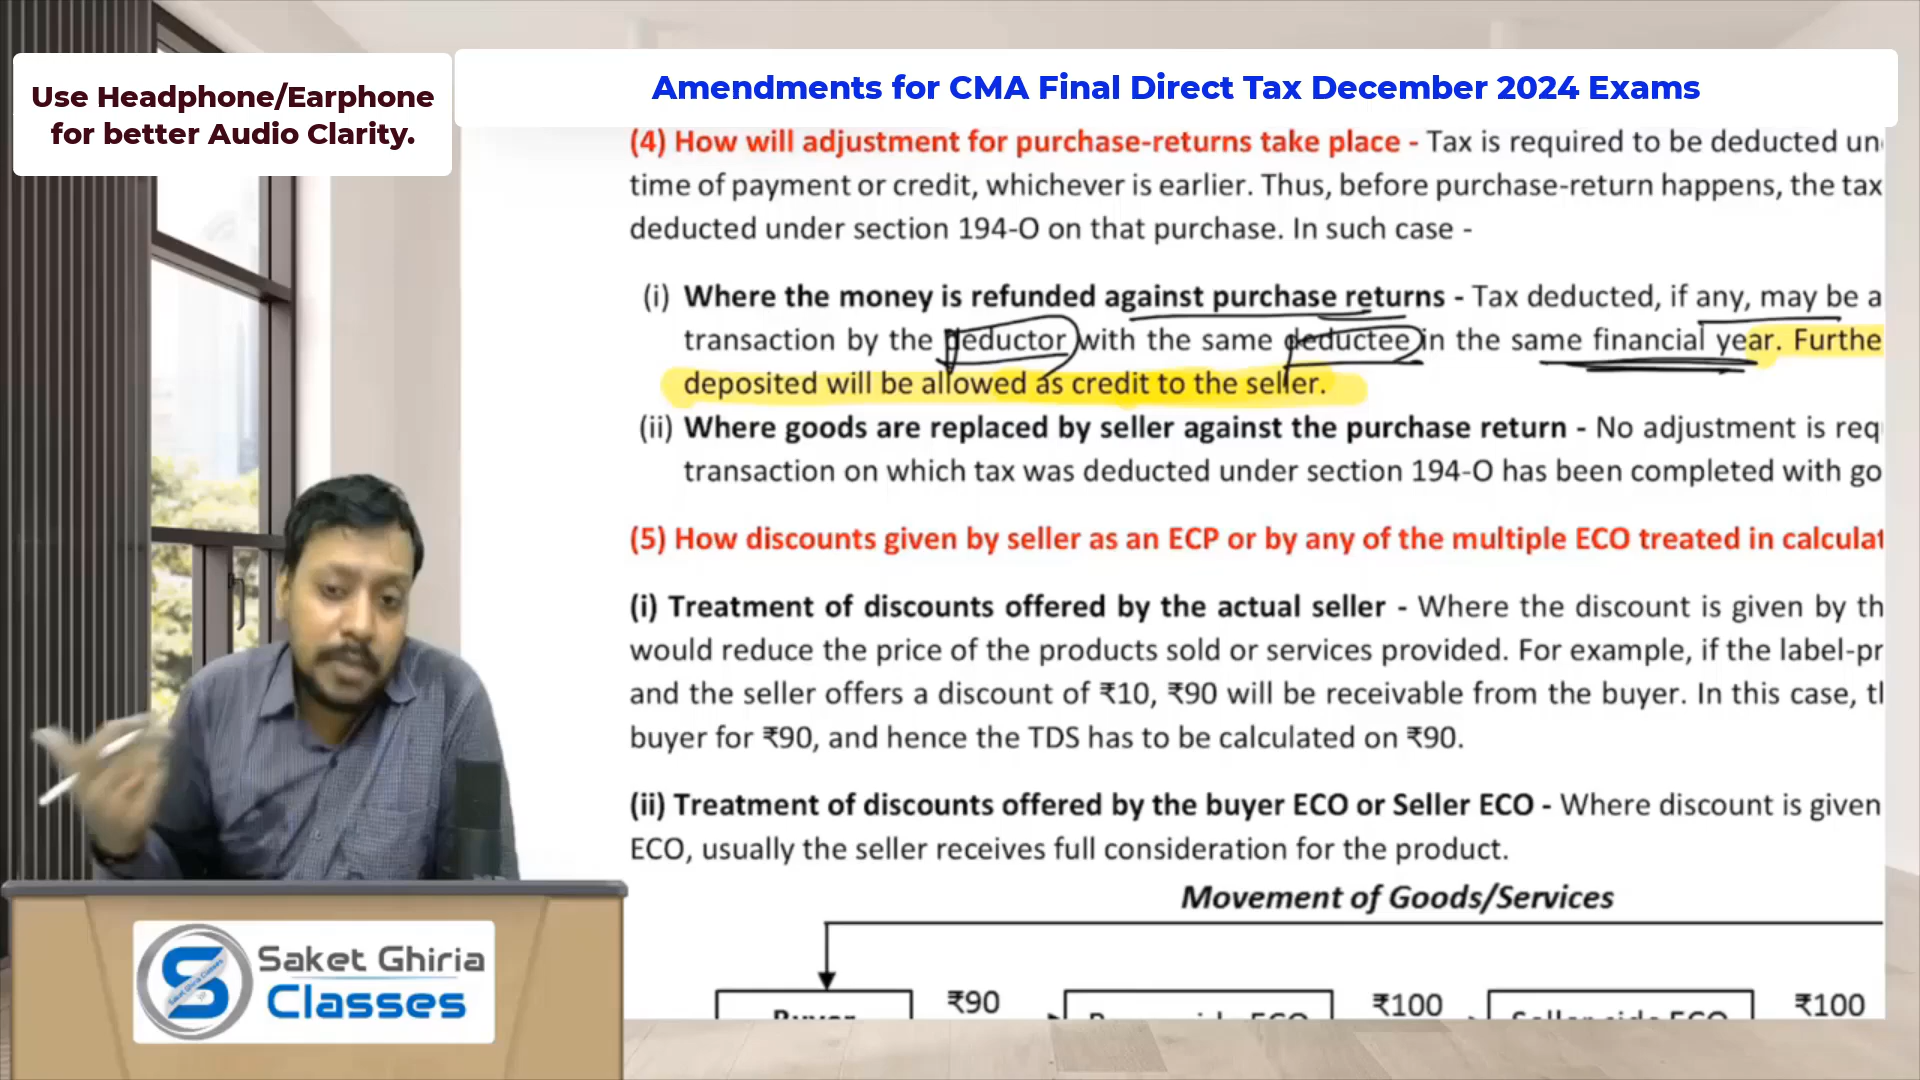 Use Headphone/Earphone
for better Audio Clarity.
Amendments for CMA Final Direct Tax December 2024 Exams
(4) How will adjustment for purchase-returns take place - Tax is required to be deducted un
time of payment or credit, whichever is earlier. Thus, before purchase-return happens, the tax
deducted under section 194-O on that purchase. In such case -
(i) Where the money is refunded against purchase returns - Tax deducted, if any, may be a
transaction by the deductor with the same deductee in the same financial year. Furthe
deposited will be allowed as credit to the seller.
(ii) Where goods are replaced by seller against the purchase return - No adjustment is req
transaction on which tax was deducted under section 194-O has been completed with go
(5) How discounts given by seller as an ECP or by any of the multiple ECO treated in calculat
(i) Treatment of discounts offered by the actual seller - Where the discount is given by th
would reduce the price of the products sold or services provided. For example, if the label-pr
and the seller offers a discount of ₹10, ₹90 will be receivable from the buyer. In this case, t
buyer for ₹90, and hence the TDS has to be calculated on ₹90.
(ii) Treatment of discounts offered by the buyer ECO or Seller ECO - Where discount is given
ECO, usually the seller receives full consideration for the product.
Movement of Goods/Services
Buyer ₹90 ₹100 Seller side ECO ₹100
Saket Ghiria
Classes